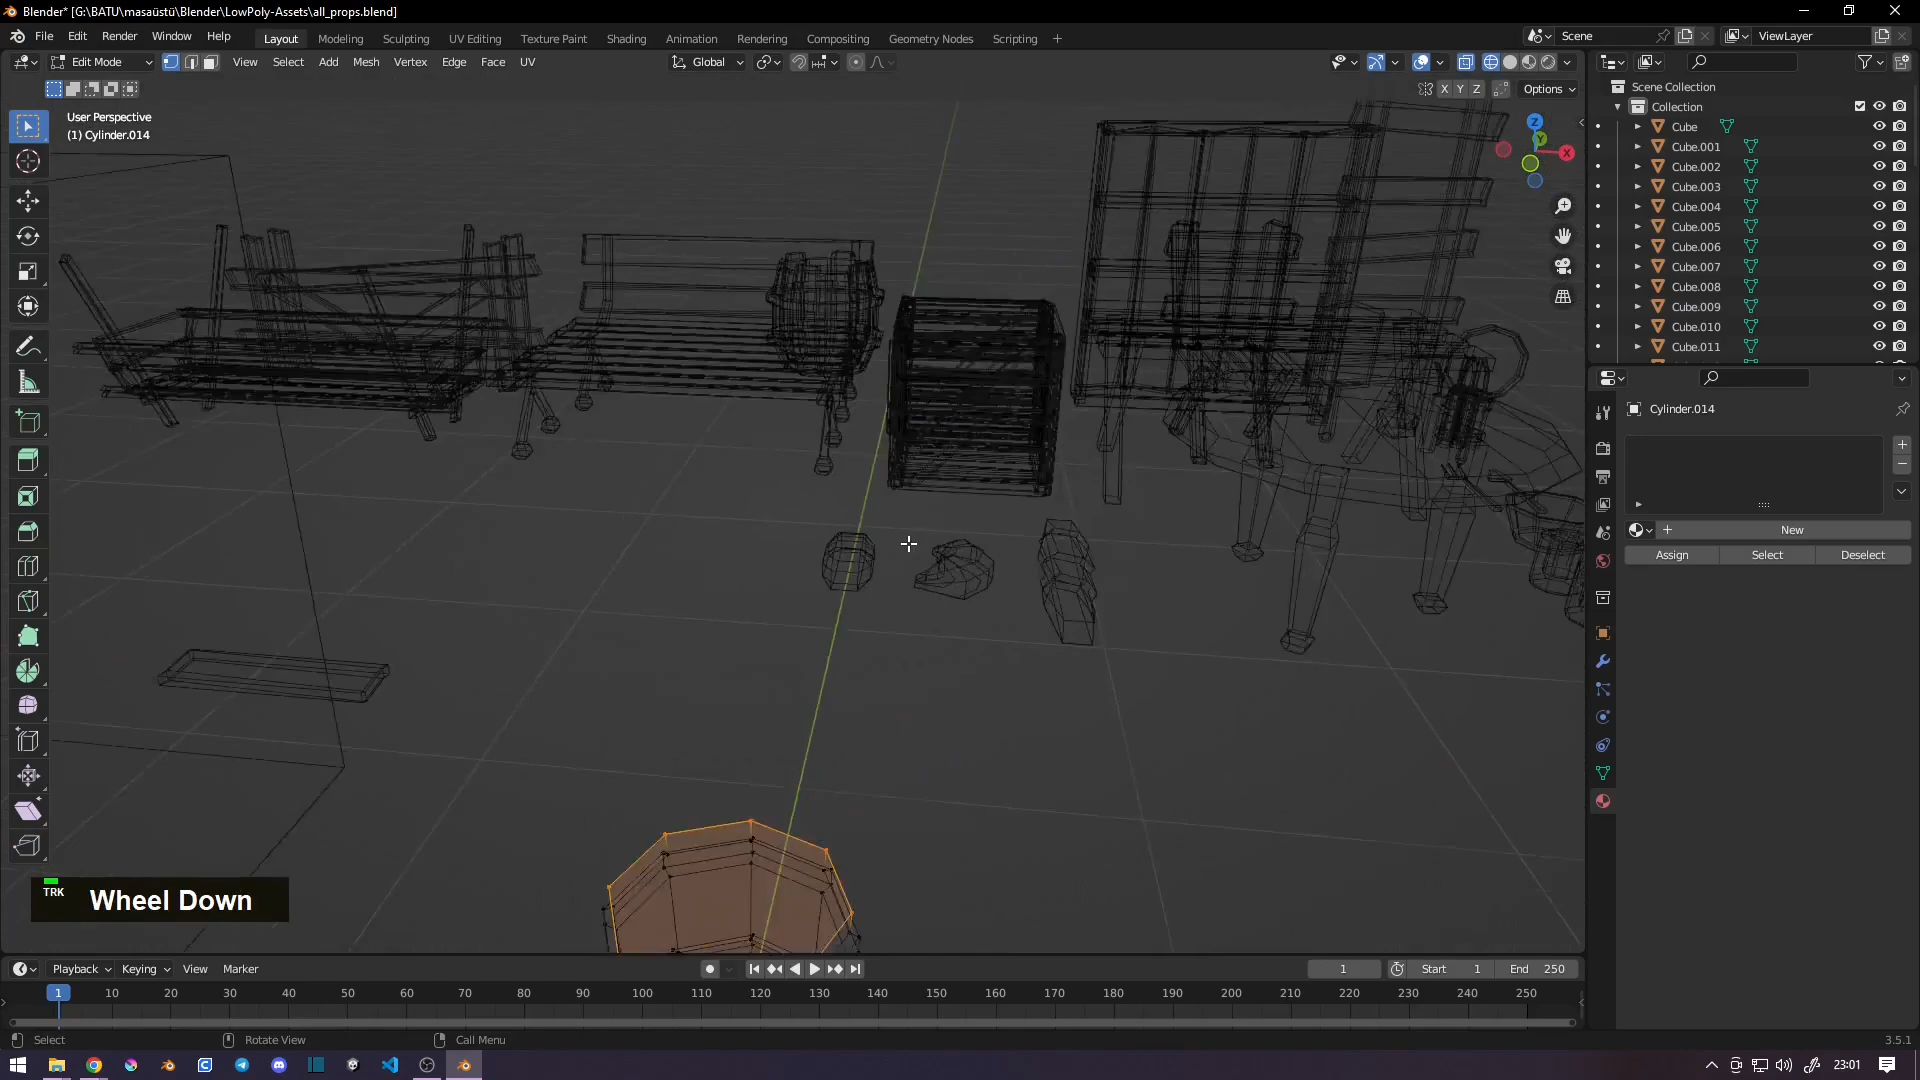 Blender* [G:\BATU\masaüstü\Blender\LowPoly-Assets\all_props.blend]
File Edit Render Window Help Layout Modeling Sculpting UV Editing Texture Paint Shading Animation Rendering Compositing Geometry Nodes Scripting + Scene ViewLayer
Edit Mode View Select Add Mesh Vertex Edge Face UV Global
X Y Z Options
User Perspective
(1) Cylinder.014
Z Y X
Scene Collection
Collection
Cube
Cube.001
Cube.002
Cube.003
Cube.004
Cube.005
Cube.006
Cube.007
Cube.008
Cube.009
Cube.010
Cube.011
Cylinder.014
New
Assign Select Deselect
TRK Wheel Down
Playback Keying View Marker 1 Start 1 End 250
1 10 20 30 40 50 60 70 80 90 100 110 120 130 140 150 160 170 180 190 200 210 220 230 240 250
Select Rotate View Call Menu 3.5.1
23:01